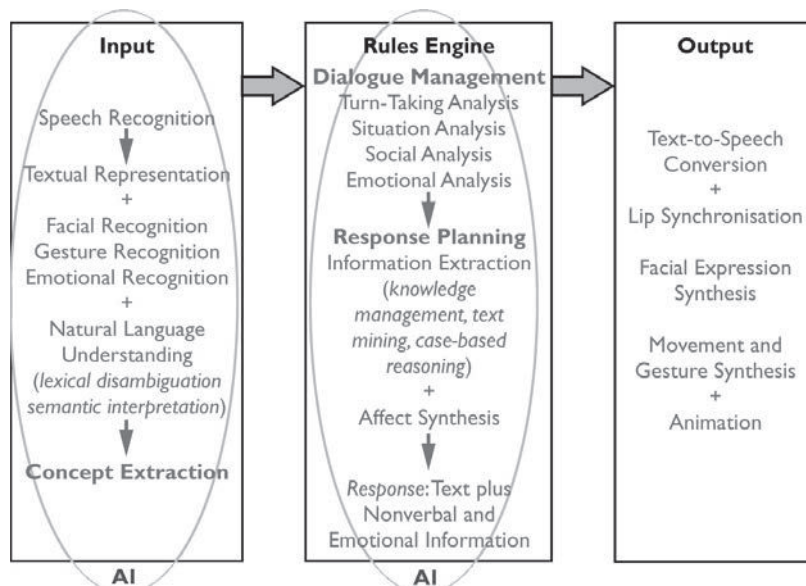 Input
Speech Recognition
Textual Representation
+
Facial Recognition
Gesture Recognition
Emotional Recognition
+
Natural Language
Understanding
(lexical disambiguation
semantic interpretation)
Concept Extraction
AI
Rules Engine
Dialogue Management
Turn-Taking Analysis
Situation Analysis
Social Analysis
Emotional Analysis
Response Planning
Information Extraction
(knowledge
management, text
mining, case-based
reasoning)
+
Affect Synthesis
Response: Text plus
Nonverbal and
Emotional Information
AI
Output
Text-to-Speech
Conversion
+
Lip Synchronisation
Facial Expression
Synthesis
Movement and
Gesture Synthesis
+
Animation